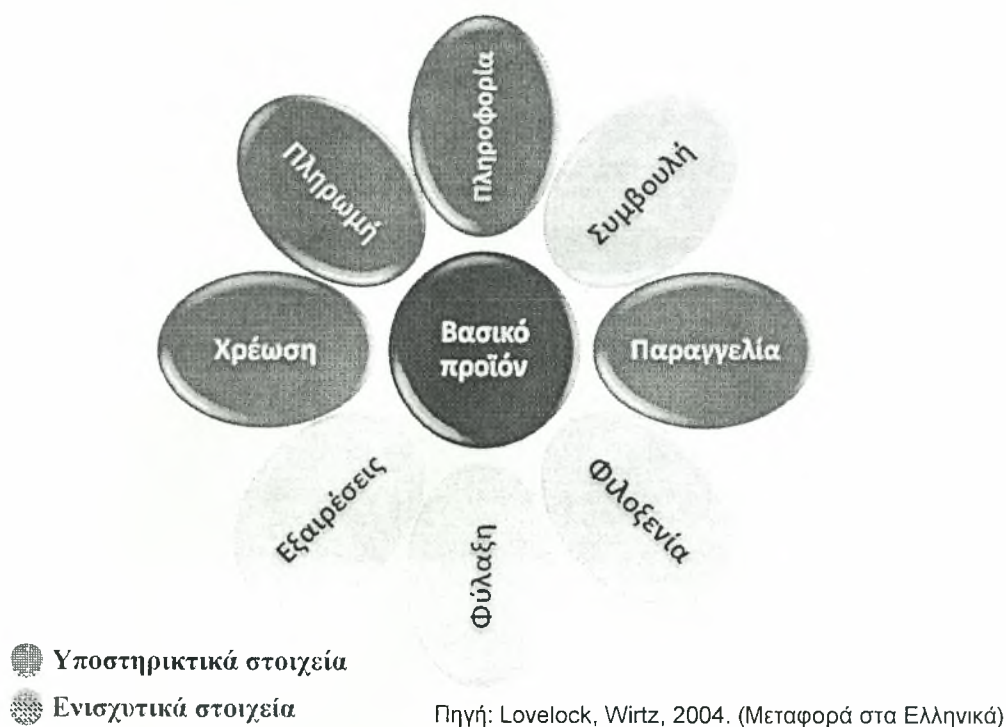 Πληροφορία
Συμβουλή
Παραγγελία
Φιλοξενία
Φύλαξη
Εξαιρέσεις
Χρέωση
Πληρωμή
Βασικό
προϊόν
Υποστηρικτικά στοιχεία
Ενισχυτικά στοιχεία
Πηγή: Lovelock, Wirtz, 2004. (Μεταφορά στα Ελληνικά)